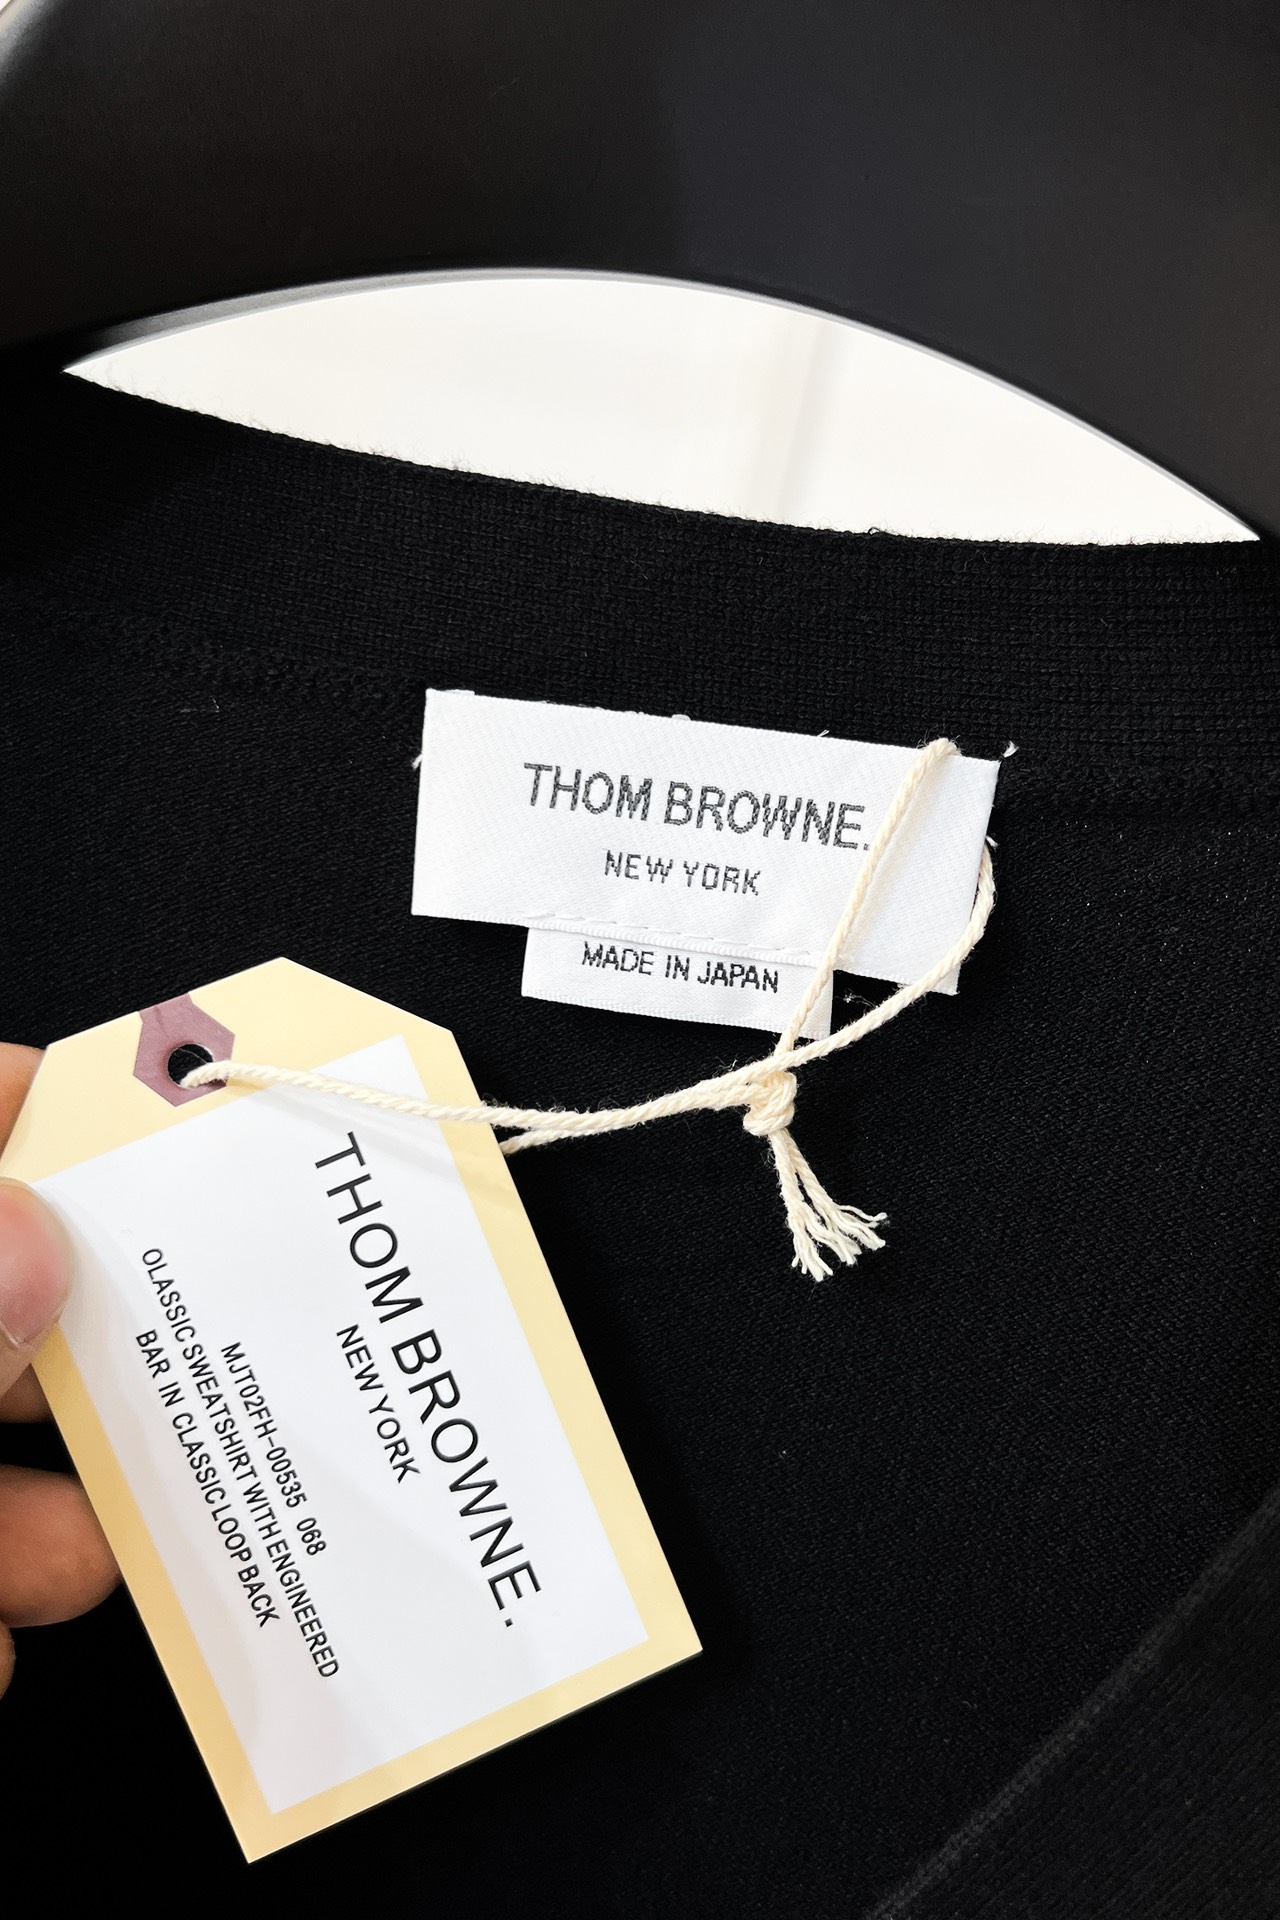 THOM BROWNE.
NEW YORK
MADE IN JAPAN
THOM BROWNE.
NEW YORK
MJT02FH-00535 068
OLASSIC SWEATSHIRT WITH ENGINEERED
BAR IN CLASSIC LOOP BACK